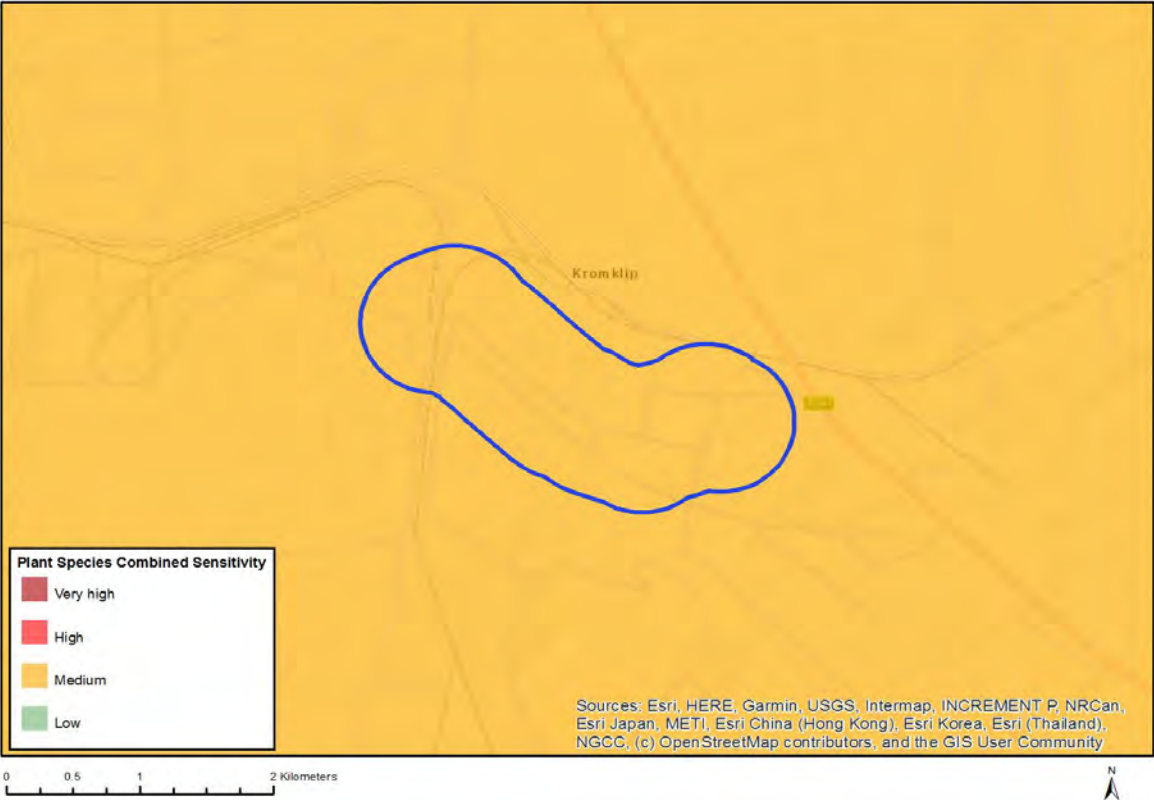 Kromklip
Plant Species Combined Sensitivity
Very high
High
Medium
Low
Sources: Esri, HERE, Garmin, USGS, Intermap, INCREMENT P, NRCan,
Esri Japan, METI, Esri China (Hong Kong), Esri Korea, Esri (Thailand),
NGCC, (c) OpenStreetMap contributors, and the GIS User Community
0 0.5 1 2 Kilometers
N